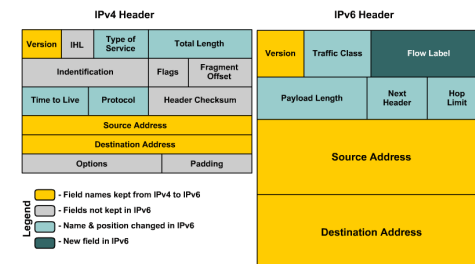 IPv4 Header
Version IHL Type of Service Total Length
Indentification Flags Fragment Offset
Time to Live Protocol Header Checksum
Source Address
Destination Address
Options Padding
Legend
- Field names kept from IPv4 to IPv6
- Fields not kept in IPv6
- Name & position changed in IPv6
- New field in IPv6
IPv6 Header
Version Traffic Class Flow Label
Payload Length Next Header Hop Limit
Source Address
Destination Address